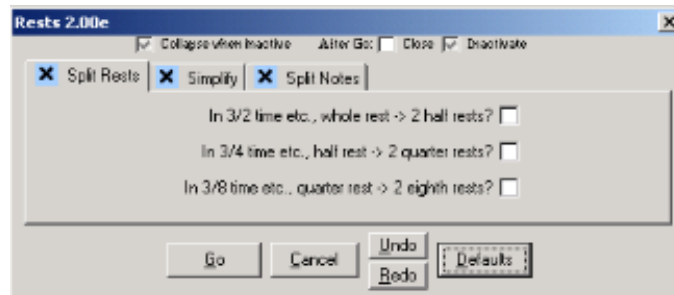 Rests 2.00e
Collapse when Inactive After Go: Close Deactivate
Split Rests Simplify Split Notes
In 3/2 time etc., whole rest -> 2 half rests?
In 3/4 time etc., half rest -> 2 quarter rests?
In 3/8 time etc., quarter rest -> 2 eighth rests?
Go Cancel Undo Redo Defaults